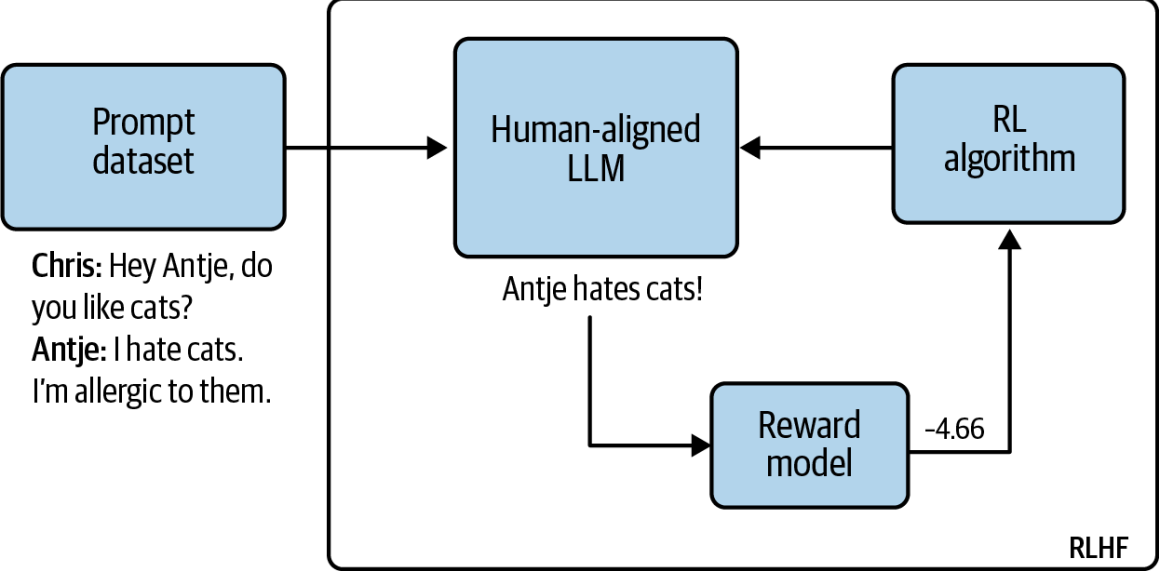 Prompt
dataset
Human-aligned
LLM
RL
algorithm
Chris: Hey Antje, do
you like cats?
Antje: I hate cats.
I'm allergic to them.
Antje hates cats!
Reward
model
–4.66
RLHF